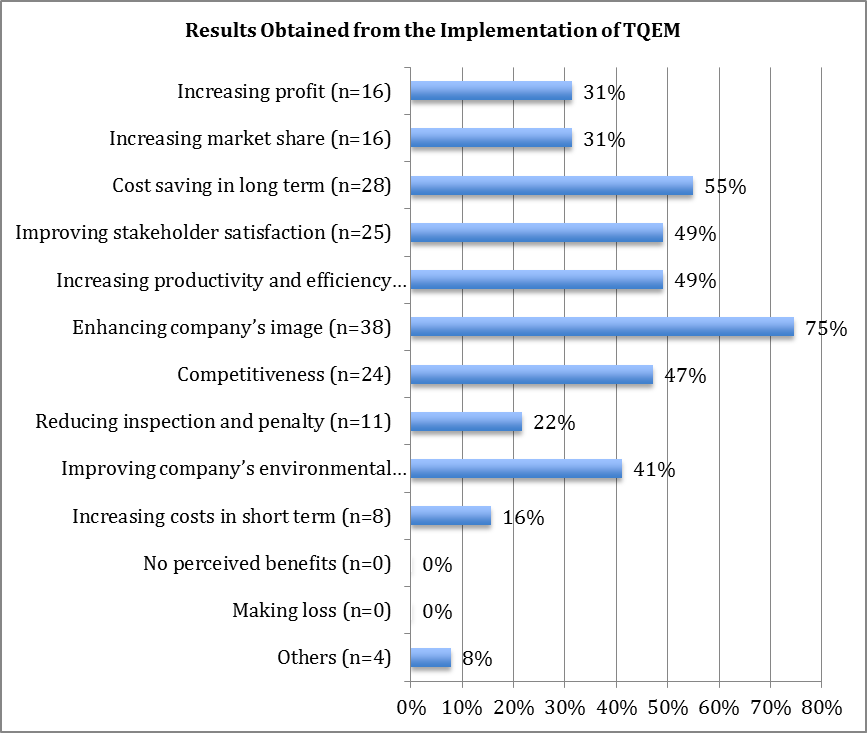 Results Obtained from the Implementation of TQEM
Increasing profit (n=16) 31%
Increasing market share (n=16) 31%
Cost saving in long term (n=28) 55%
Improving stakeholder satisfaction (n=25) 49%
Increasing productivity and efficiency… 49%
Enhancing company’s image (n=38) 75%
Competitiveness (n=24) 47%
Reducing inspection and penalty (n=11) 22%
Improving company’s environmental… 41%
Increasing costs in short term (n=8) 16%
No perceived benefits (n=0) 0%
Making loss (n=0) 0%
Others (n=4) 8%
0% 10% 20% 30% 40% 50% 60% 70% 80%